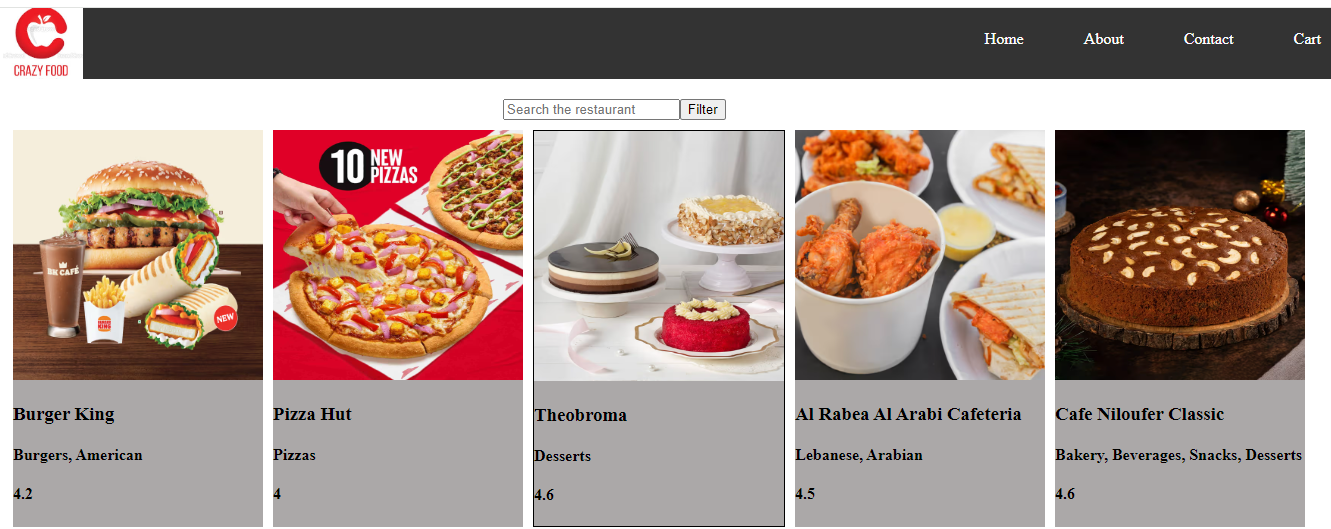 CRAZY FOOD
Home
About
Contact
Cart
Search the restaurant
Filter
BK CAFÉ
BURGER
KING
NEW
10 NEW
PIZZAS
Burger King
Burgers, American
4.2
Pizza Hut
Pizzas
4
Theobroma
Desserts
4.6
Al Rabea Al Arabi Cafeteria
Lebanese, Arabian
4.5
Cafe Niloufer Classic
Bakery, Beverages, Snacks, Desserts
4.6